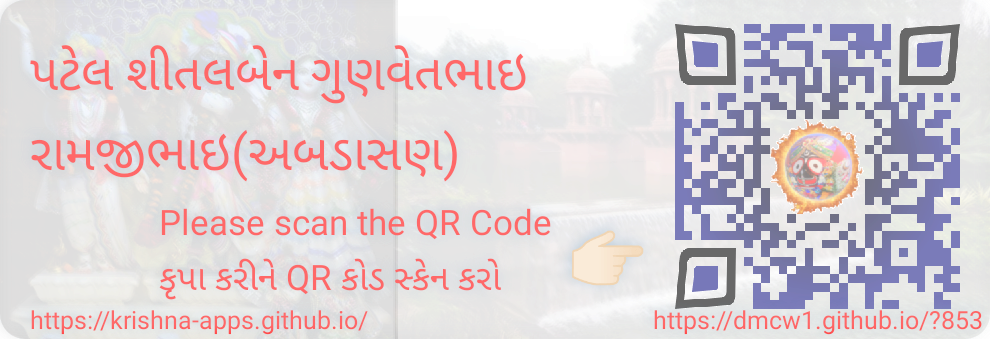 પટેલ શીતલબેન ગુણવેતભાઇ
રામજીભાઇ(અબડાસણ)
Please scan the QR Code
કૃપા કરીને QR કોડ સ્કેન કરો
https://krishna-apps.github.io/
https://dmcw1.github.io/?853